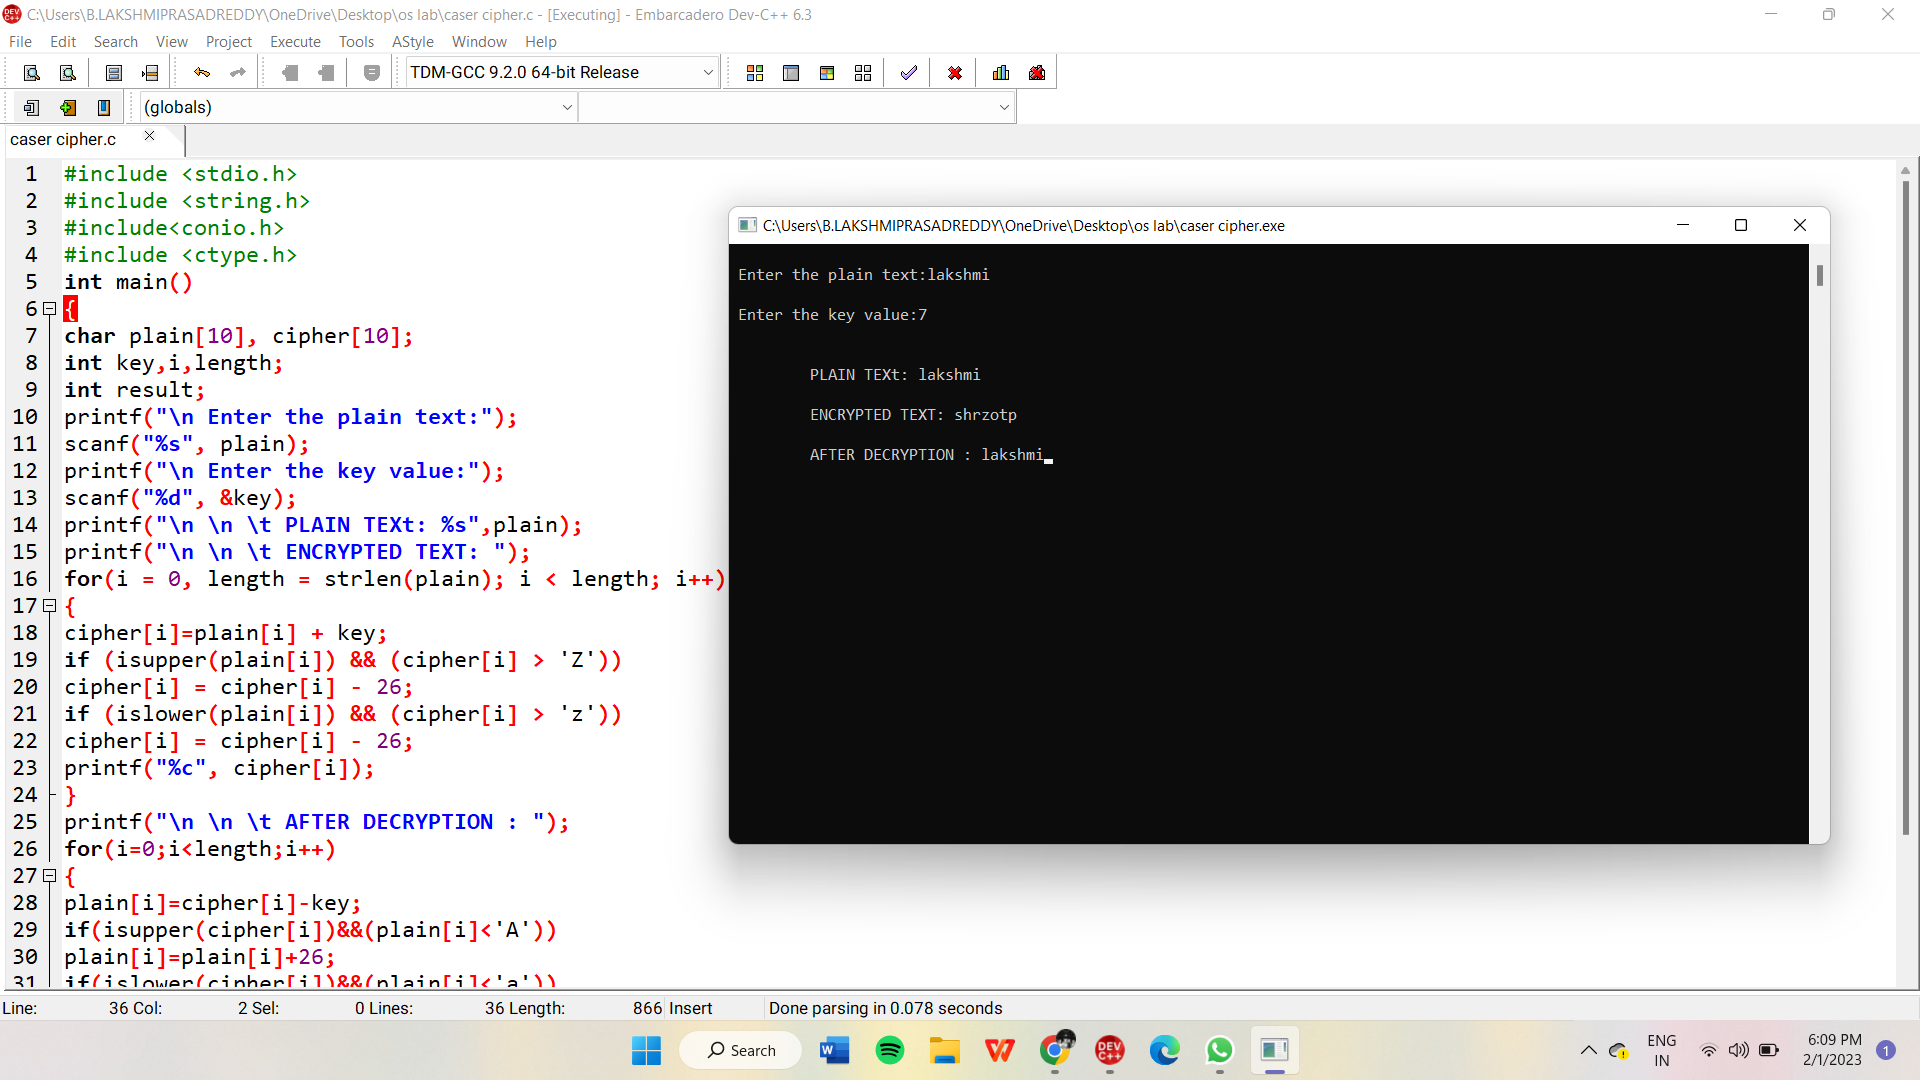 C:\Users\B.LAKSHMIPRASADREDDY\OneDrive\Desktop\os lab\caser cipher.c - [Executing] - Embarcadero Dev-C++ 6.3
File Edit Search View Project Execute Tools AStyle Window Help
TDM-GCC 9.2.0 64-bit Release
(globals)
caser cipher.c
1 #include <stdio.h>
2 #include <string.h>
3 #include<conio.h>
4 #include <ctype.h>
5 int main()
6 {
7 char plain[10], cipher[10];
8 int key,i,length;
9 int result;
10 printf("\n Enter the plain text:");
11 scanf("%s", plain);
12 printf("\n Enter the key value:");
13 scanf("%d", &key);
14 printf("\n \n \t PLAIN TEXt: %s",plain);
15 printf("\n \n \t ENCRYPTED TEXT: ");
16 for(i = 0, length = strlen(plain); i < length; i++)
17 {
18 cipher[i]=plain[i] + key;
19 if (isupper(plain[i]) && (cipher[i] > 'Z'))
20 cipher[i] = cipher[i] - 26;
21 if (islower(plain[i]) && (cipher[i] > 'z'))
22 cipher[i] = cipher[i] - 26;
23 printf("%c", cipher[i]);
24 }
25 printf("\n \n \t AFTER DECRYPTION : ");
26 for(i=0;i<length;i++)
27 {
28 plain[i]=cipher[i]-key;
29 if(isupper(cipher[i])&&(plain[i]<'A'))
30 plain[i]=plain[i]+26;
31 if(islower(cipher[i])&&(plain[i]<'a'))
C:\Users\B.LAKSHMIPRASADREDDY\OneDrive\Desktop\os lab\caser cipher.exe
Enter the plain text:lakshmi
Enter the key value:7
PLAIN TEXt: lakshmi
ENCRYPTED TEXT: shrzotp
AFTER DECRYPTION : lakshmi
Line: 36 Col: 2 Sel: 0 Lines: 36 Length: 866 Insert Done parsing in 0.078 seconds
Search
ENG
IN
6:09 PM
2/1/2023
1